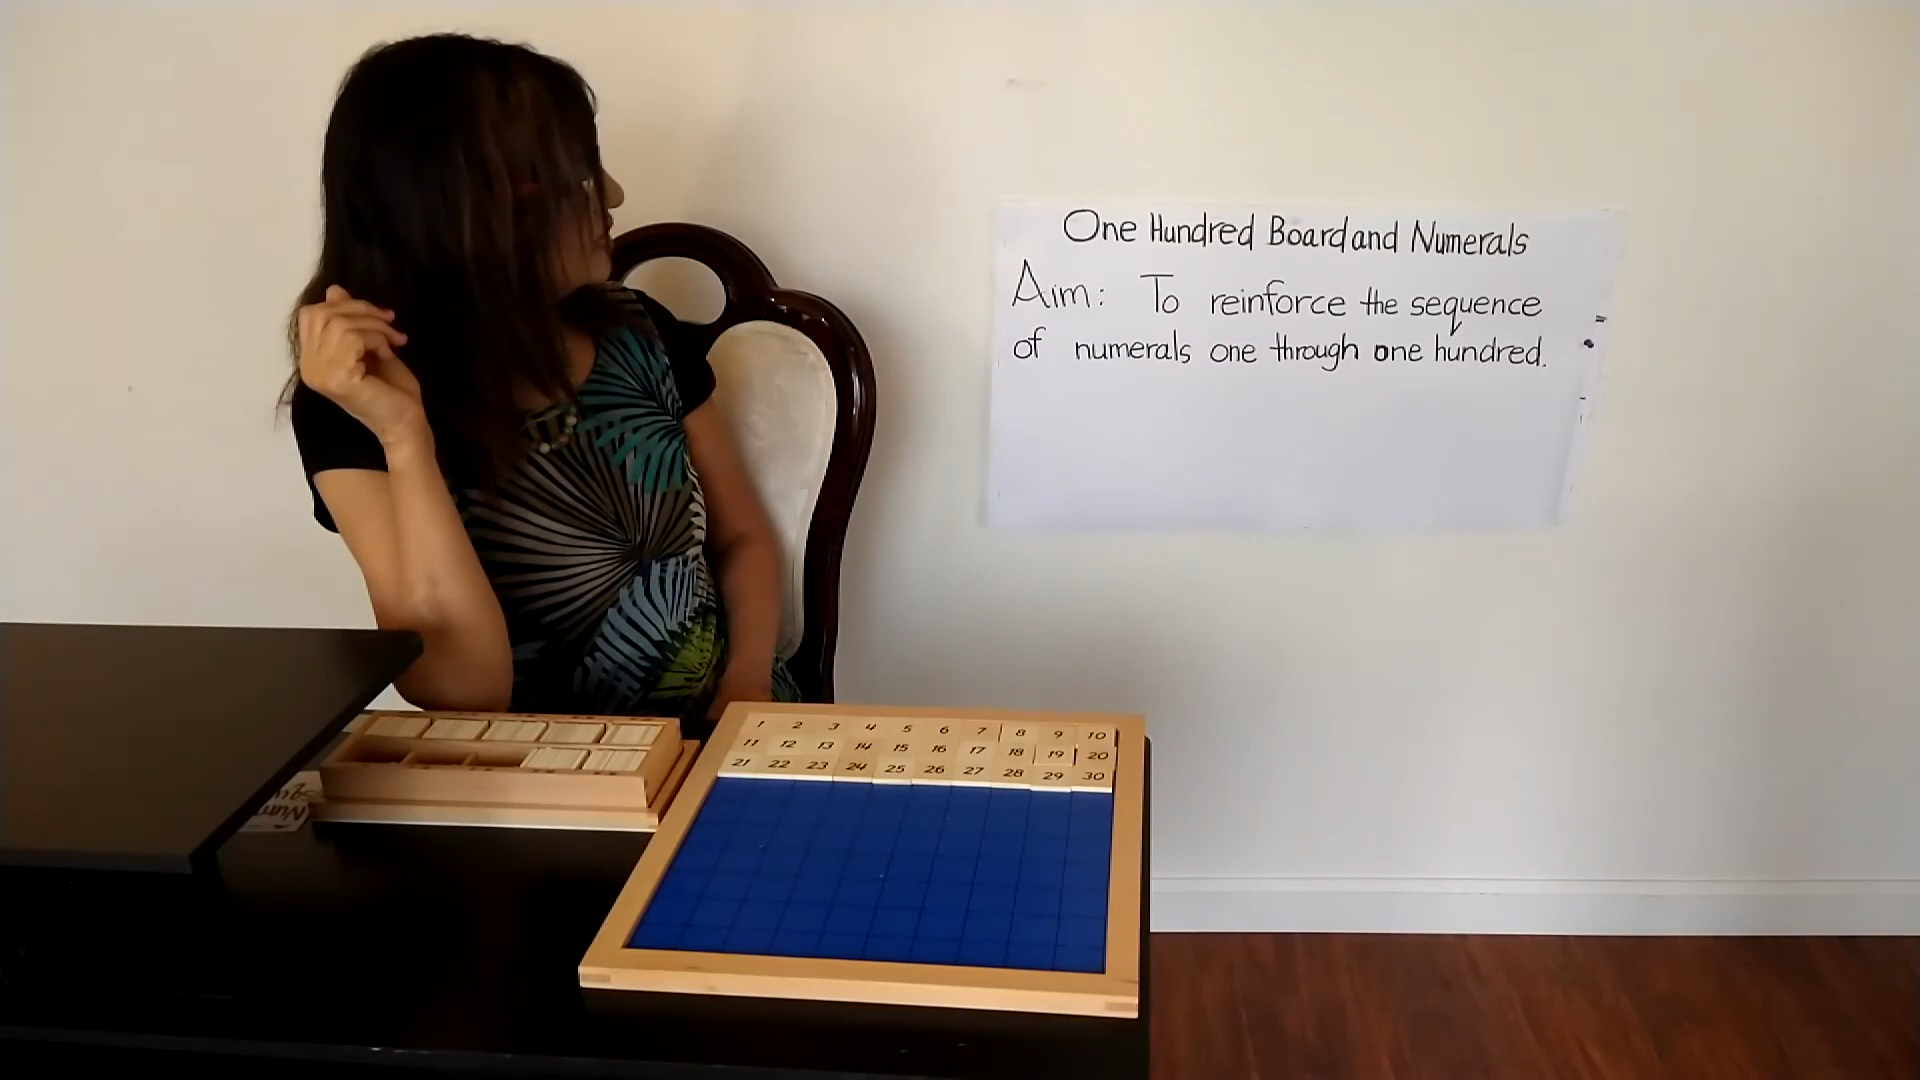 One Hundred Board and Numerals
Aim: To reinforce the sequence
of numerals one through one hundred.
1 2 3 4 5 6 7 8 9 10
11 12 13 14 15 16 17 18 19 20
21 22 23 24 25 26 27 28 29 30